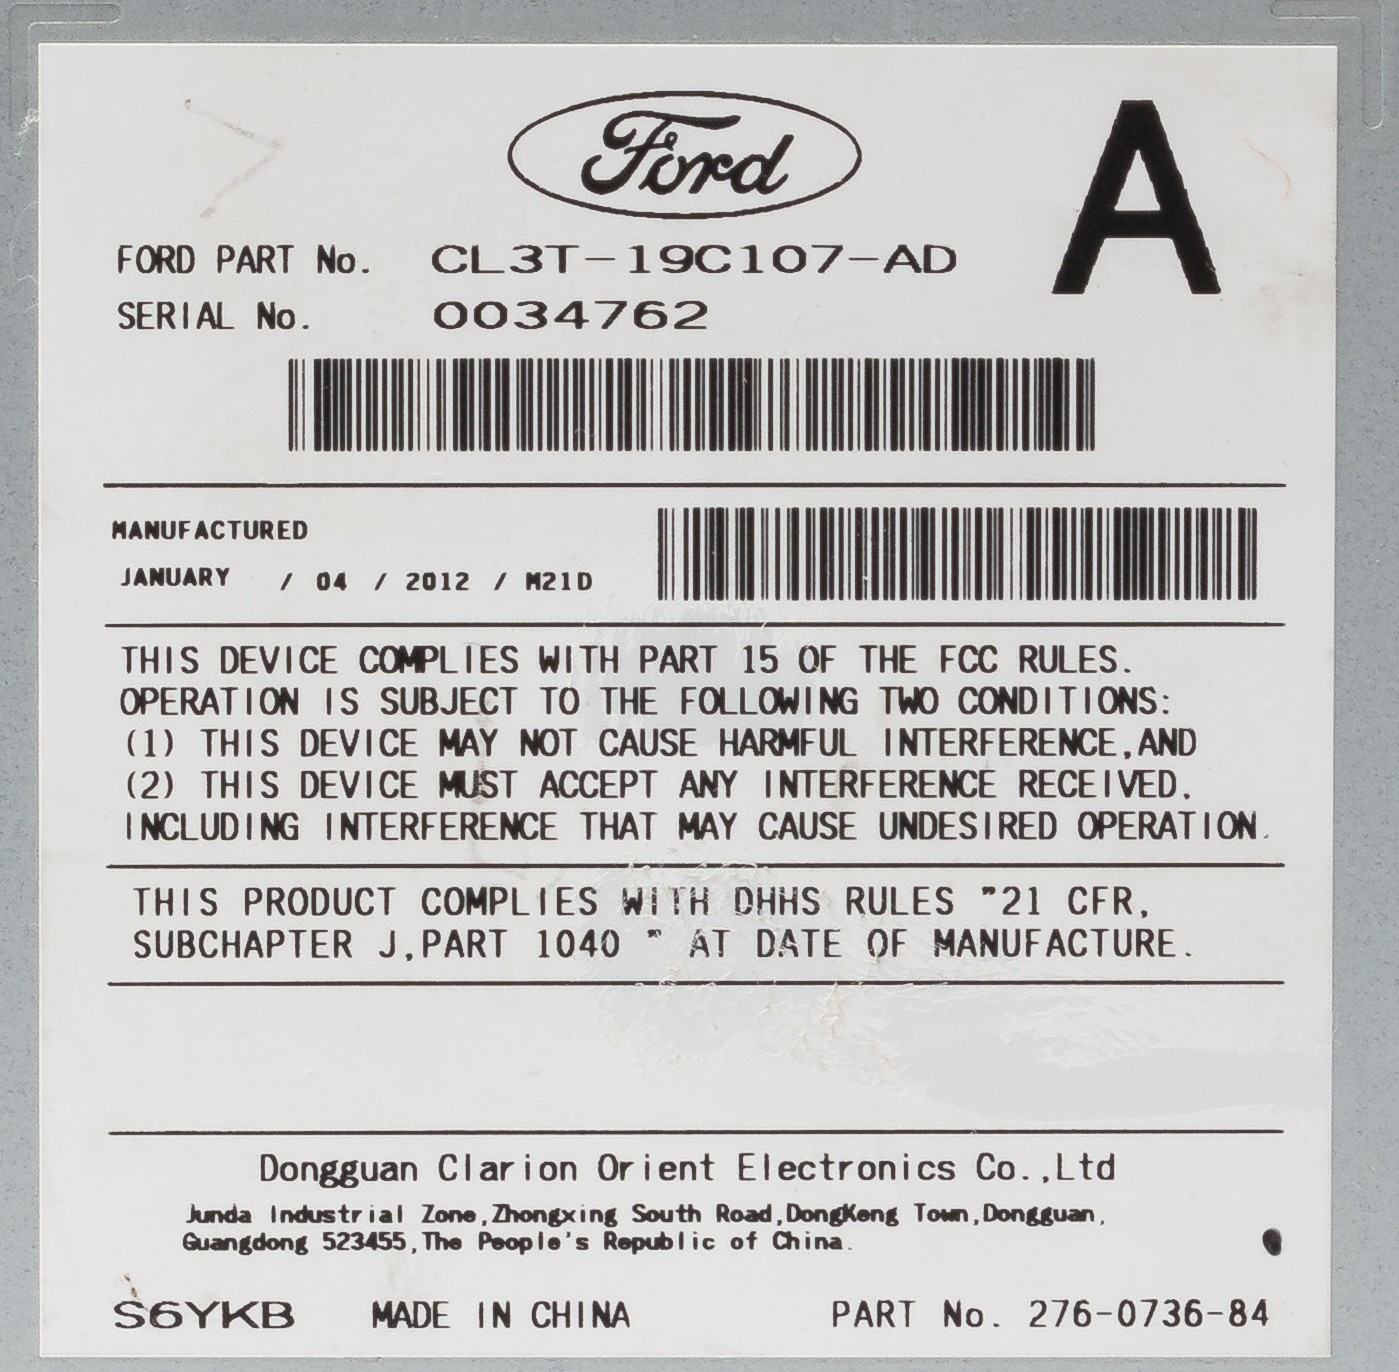 Ford
A
FORD PART No. CL3T-19C107-AD
SERIAL No. 0034762
MANUFACTURED
JANUARY / 04 / 2012 / M21D
THIS DEVICE COMPLIES WITH PART 15 OF THE FCC RULES.
OPERATION IS SUBJECT TO THE FOLLOWING TWO CONDITIONS:
(1) THIS DEVICE MAY NOT CAUSE HARMFUL INTERFERENCE,AND
(2) THIS DEVICE MUST ACCEPT ANY INTERFERENCE RECEIVED,
INCLUDING INTERFERENCE THAT MAY CAUSE UNDESIRED OPERATION.
THIS PRODUCT COMPLIES WITH DHHS RULES "21 CFR,
SUBCHAPTER J,PART 1040 " AT DATE OF MANUFACTURE.
Dongguan Clarion Orient Electronics Co.,Ltd
Junda Industrial Zone,Zhongxing South Road,DongKeng Town,Dongguan,
Guangdong 523455,The People's Republic of China.
S6YKB MADE IN CHINA PART No. 276-0736-84